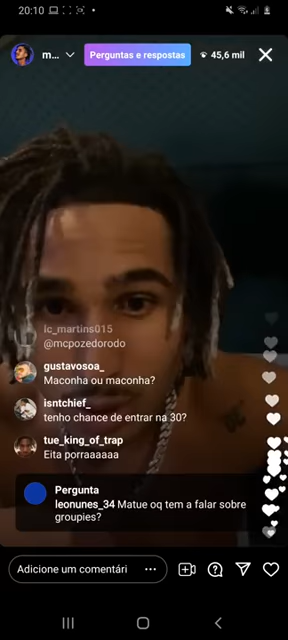 20:10
m...
Perguntas e respostas
45,6 mil
lc_martins015
@mcpozedorodo
gustavosoa_
Maconha ou maconha?
isntchief_
tenho chance de entrar na 30?
tue_king_of_trap
Eita porraaaaaa
Pergunta
leonunes_34 Matue oq tem a falar sobre
groupies?
Adicione um comentári